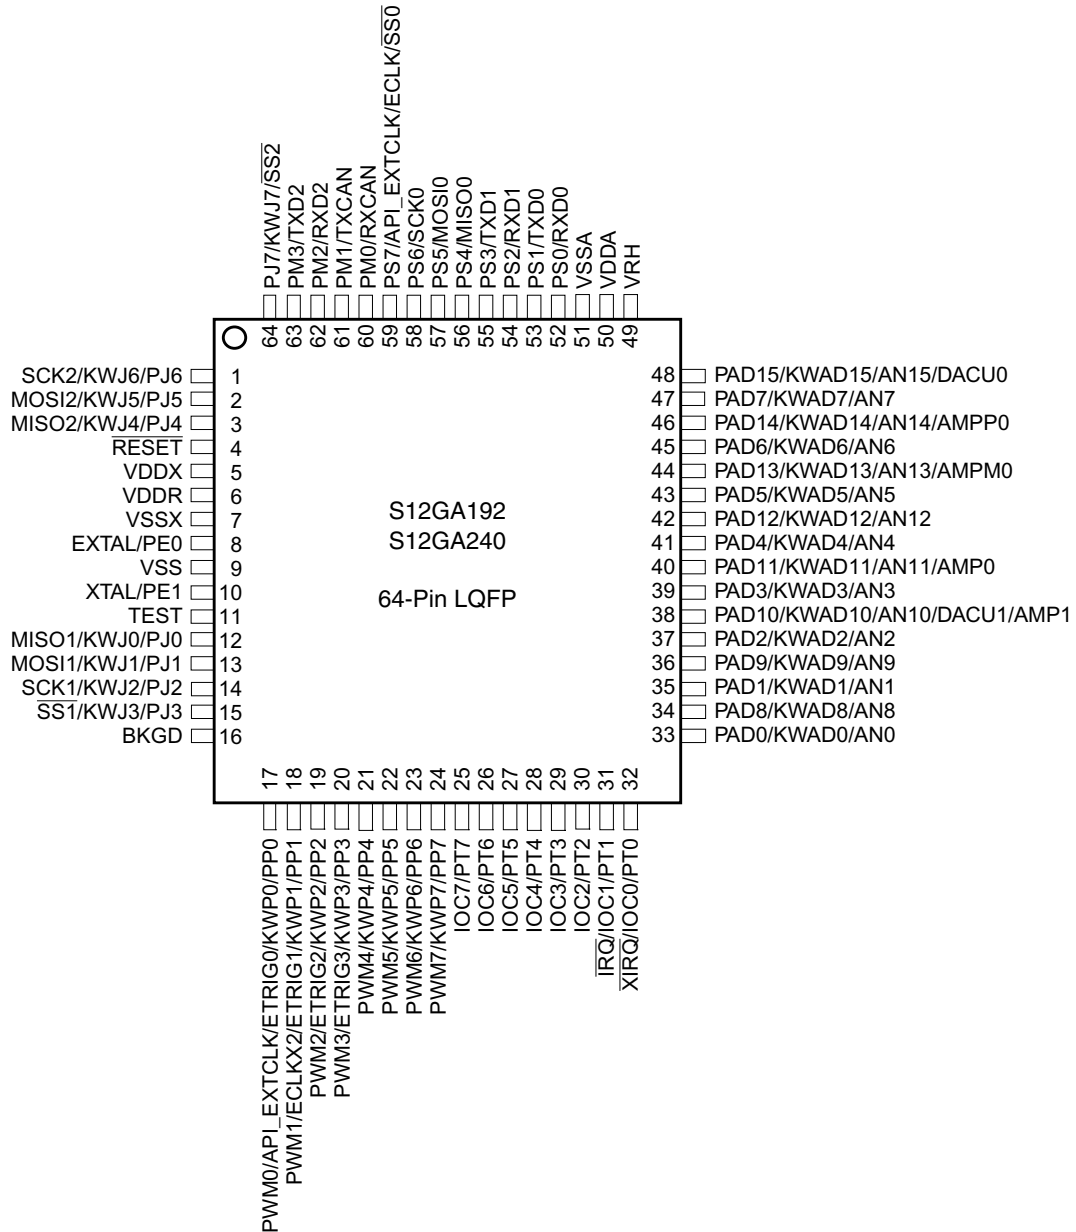 PJ7/KWJ7/SS2
PM3/TXD2
PM2/RXD2
PM1/TXCAN
PM0/RXCAN
PS7/API_EXTCLK/ECLK/SS0
PS6/SCK0
PS5/MOSI0
PS4/MISO0
PS3/TXD1
PS2/RXD1
PS1/TXD0
PS0/RXD0
VSSA
VDDA
VRH
64
63
62
61
60
59
58
57
56
55
54
53
52
51
50
49
SCK2/KWJ6/PJ6 1
MOSI2/KWJ5/PJ5 2
MISO2/KWJ4/PJ4 3
RESET 4
VDDX 5
VDDR 6
VSSX 7
EXTAL/PE0 8
VSS 9
XTAL/PE1 10
TEST 11
MISO1/KWJ0/PJ0 12
MOSI1/KWJ1/PJ1 13
SCK1/KWJ2/PJ2 14
SS1/KWJ3/PJ3 15
BKGD 16
S12GA192
S12GA240
64-Pin LQFP
48 PAD15/KWAD15/AN15/DACU0
47 PAD7/KWAD7/AN7
46 PAD14/KWAD14/AN14/AMPP0
45 PAD6/KWAD6/AN6
44 PAD13/KWAD13/AN13/AMPM0
43 PAD5/KWAD5/AN5
42 PAD12/KWAD12/AN12
41 PAD4/KWAD4/AN4
40 PAD11/KWAD11/AN11/AMP0
39 PAD3/KWAD3/AN3
38 PAD10/KWAD10/AN10/DACU1/AMP1
37 PAD2/KWAD2/AN2
36 PAD9/KWAD9/AN9
35 PAD1/KWAD1/AN1
34 PAD8/KWAD8/AN8
33 PAD0/KWAD0/AN0
17
18
19
20
21
22
23
24
25
26
27
28
29
30
31
32
PWM0/API_EXTCLK/ETRIG0/KWP0/PP0
PWM1/ECLKX2/ETRIG1/KWP1/PP1
PWM2/ETRIG2/KWP2/PP2
PWM3/ETRIG3/KWP3/PP3
PWM4/KWP4/PP4
PWM5/KWP5/PP5
PWM6/KWP6/PP6
PWM7/KWP7/PP7
IOC7/PT7
IOC6/PT6
IOC5/PT5
IOC4/PT4
IOC3/PT3
IOC2/PT2
IRQ/IOC1/PT1
XIRQ/IOC0/PT0